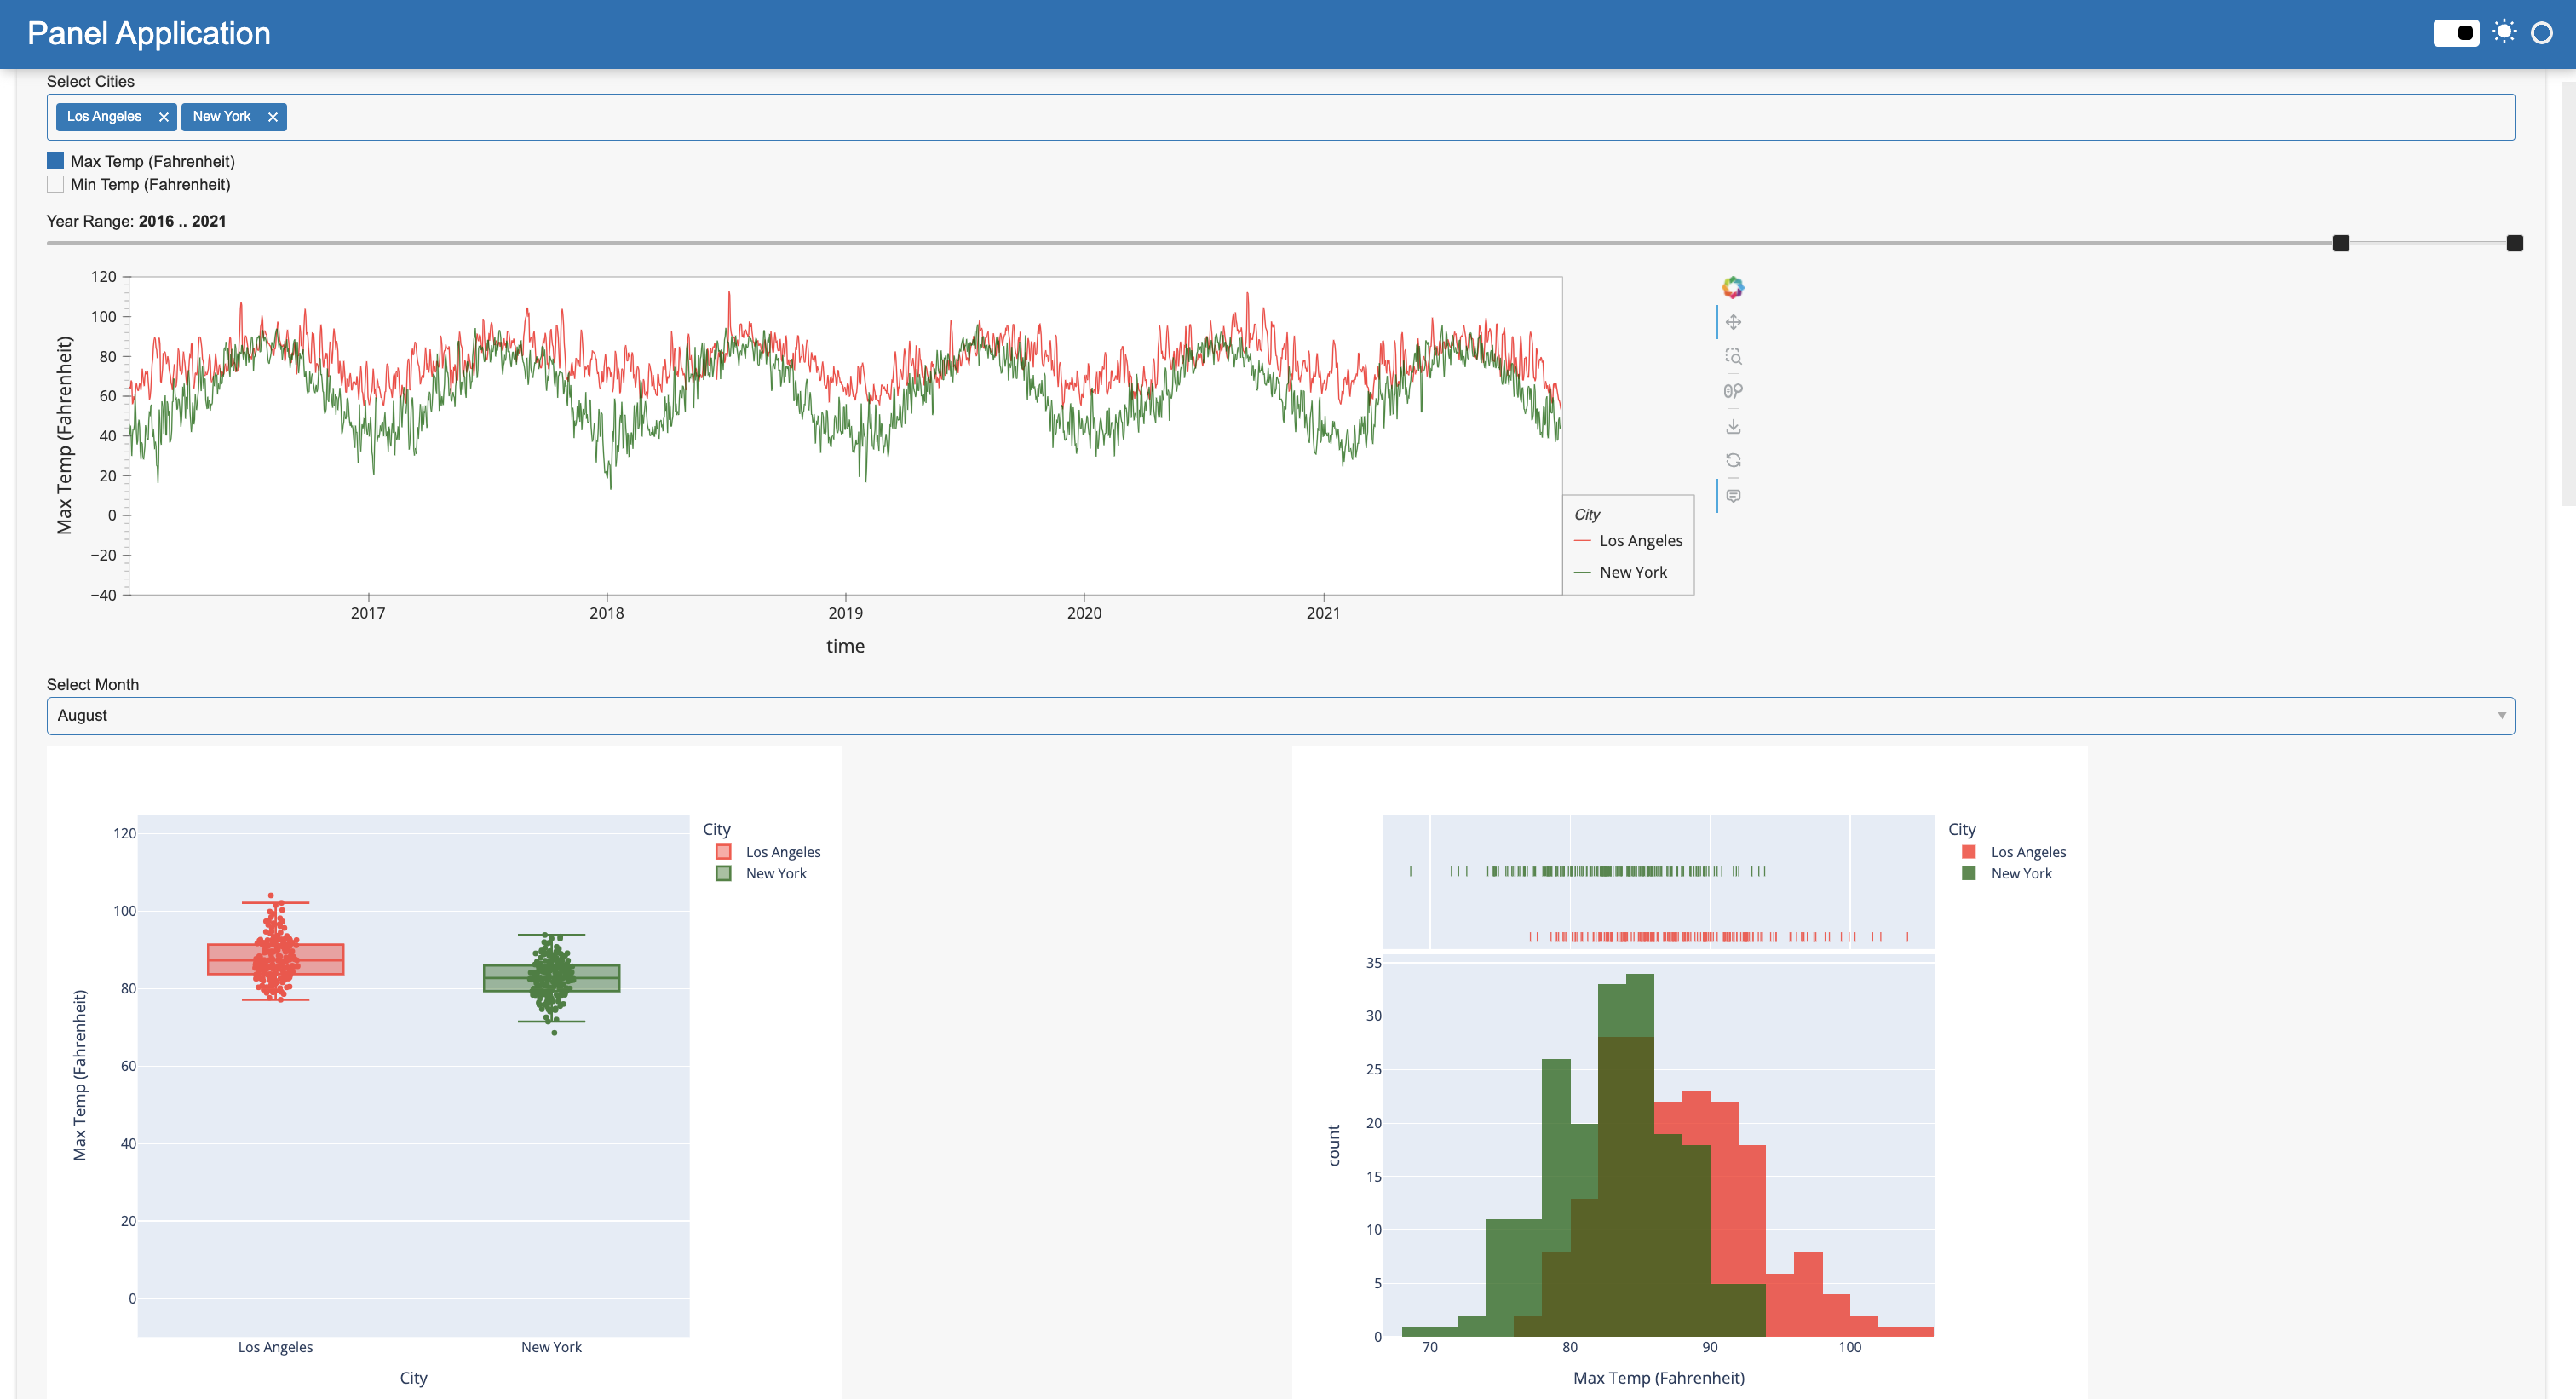 Panel Application
Select Cities
Los Angeles × New York ×
Max Temp (Fahrenheit)
Min Temp (Fahrenheit)
Year Range: 2016 .. 2021
120
100
80
60
40
20
0
−20
−40
Max Temp (Fahrenheit)
2017 2018 2019 2020 2021
time
City
Los Angeles
New York
Select Month
August
120
100
80
60
40
20
0
Max Temp (Fahrenheit)
Los Angeles New York
City
City
Los Angeles
New York
35
30
25
20
15
10
5
0
count
70 80 90 100
Max Temp (Fahrenheit)
City
Los Angeles
New York